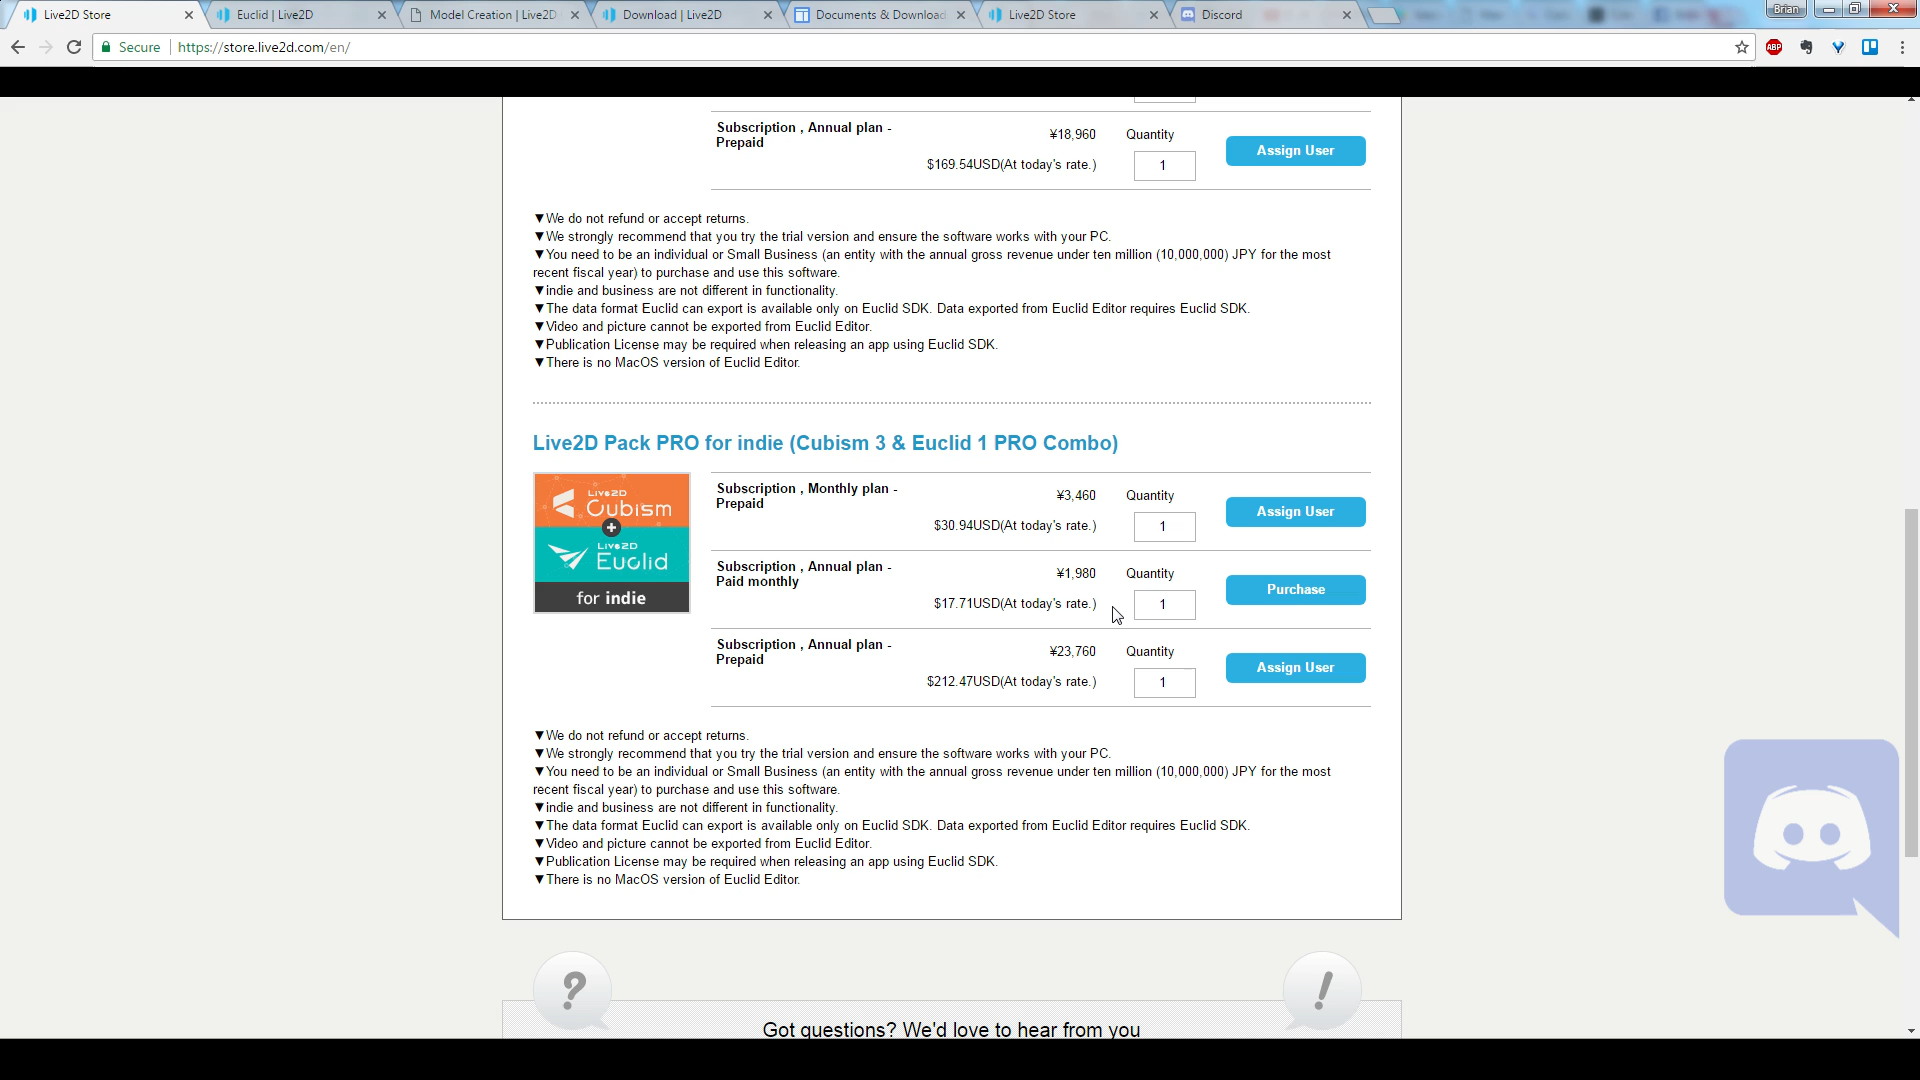 Live2D Store
Euclid | Live2D
Model Creation | Live2D
Download | Live2D
Documents & Download
Live2D Store
Discord
Brian
Secure
https://store.live2d.com/en/
ABP
Subscription , Annual plan -
Prepaid
¥18,960
Quantity
$169.54USD(At today's rate.)
1
Assign User
▼We do not refund or accept returns.
▼We strongly recommend that you try the trial version and ensure the software works with your PC.
▼You need to be an individual or Small Business (an entity with the annual gross revenue under ten million (10,000,000) JPY for the most
recent fiscal year) to purchase and use this software.
▼indie and business are not different in functionality.
▼The data format Euclid can export is available only on Euclid SDK. Data exported from Euclid Editor requires Euclid SDK.
▼Video and picture cannot be exported from Euclid Editor.
▼Publication License may be required when releasing an app using Euclid SDK.
▼There is no MacOS version of Euclid Editor.
Live2D Pack PRO for indie (Cubism 3 & Euclid 1 PRO Combo)
Live2D
Cubism
+
Live2D
Euclid
for indie
Subscription , Monthly plan -
Prepaid
¥3,460
Quantity
$30.94USD(At today's rate.)
1
Assign User
Subscription , Annual plan -
Paid monthly
¥1,980
Quantity
$17.71USD(At today's rate.)
1
Purchase
Subscription , Annual plan -
Prepaid
¥23,760
Quantity
$212.47USD(At today's rate.)
1
Assign User
▼We do not refund or accept returns.
▼We strongly recommend that you try the trial version and ensure the software works with your PC.
▼You need to be an individual or Small Business (an entity with the annual gross revenue under ten million (10,000,000) JPY for the most
recent fiscal year) to purchase and use this software.
▼indie and business are not different in functionality.
▼The data format Euclid can export is available only on Euclid SDK. Data exported from Euclid Editor requires Euclid SDK.
▼Video and picture cannot be exported from Euclid Editor.
▼Publication License may be required when releasing an app using Euclid SDK.
▼There is no MacOS version of Euclid Editor.
?
!
Got questions? We'd love to hear from you